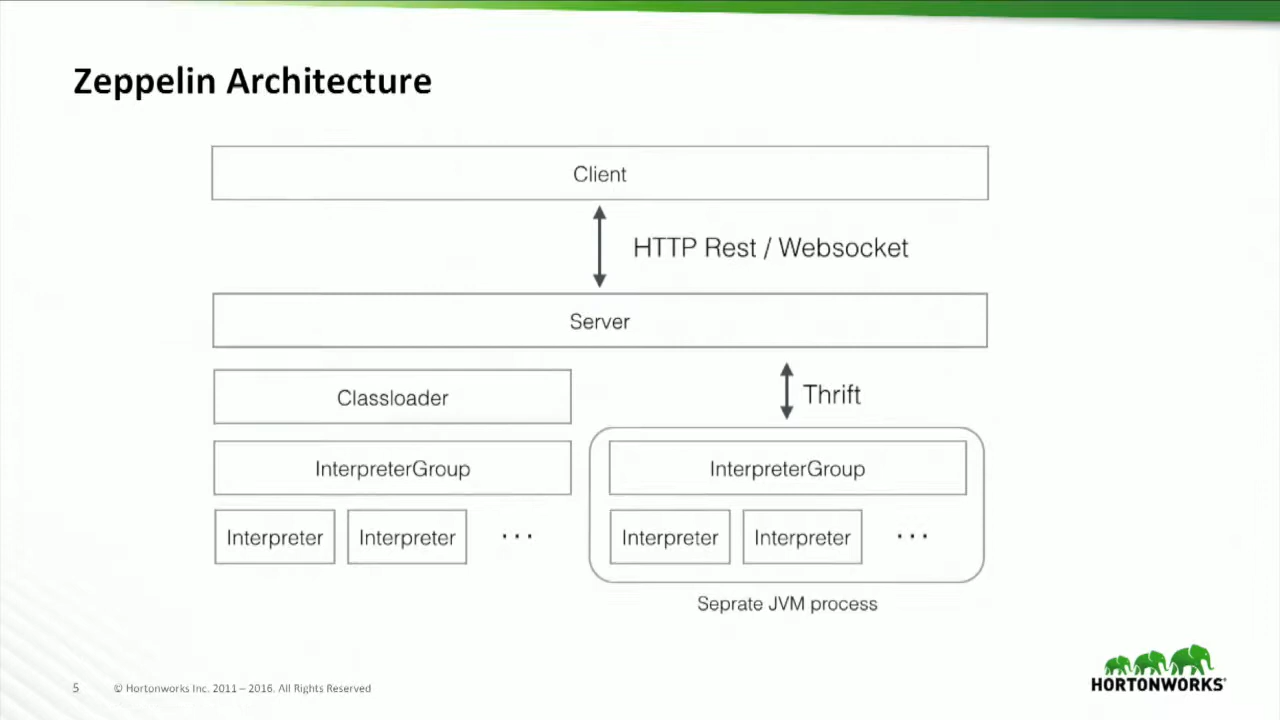 Zeppelin Architecture
Client
HTTP Rest / Websocket
Server
Classloader
Thrift
InterpreterGroup
InterpreterGroup
Interpreter
Interpreter
...
Interpreter
Interpreter
...
Seprate JVM process
5
© Hortonworks Inc. 2011 – 2016. All Rights Reserved
HORTONWORKS